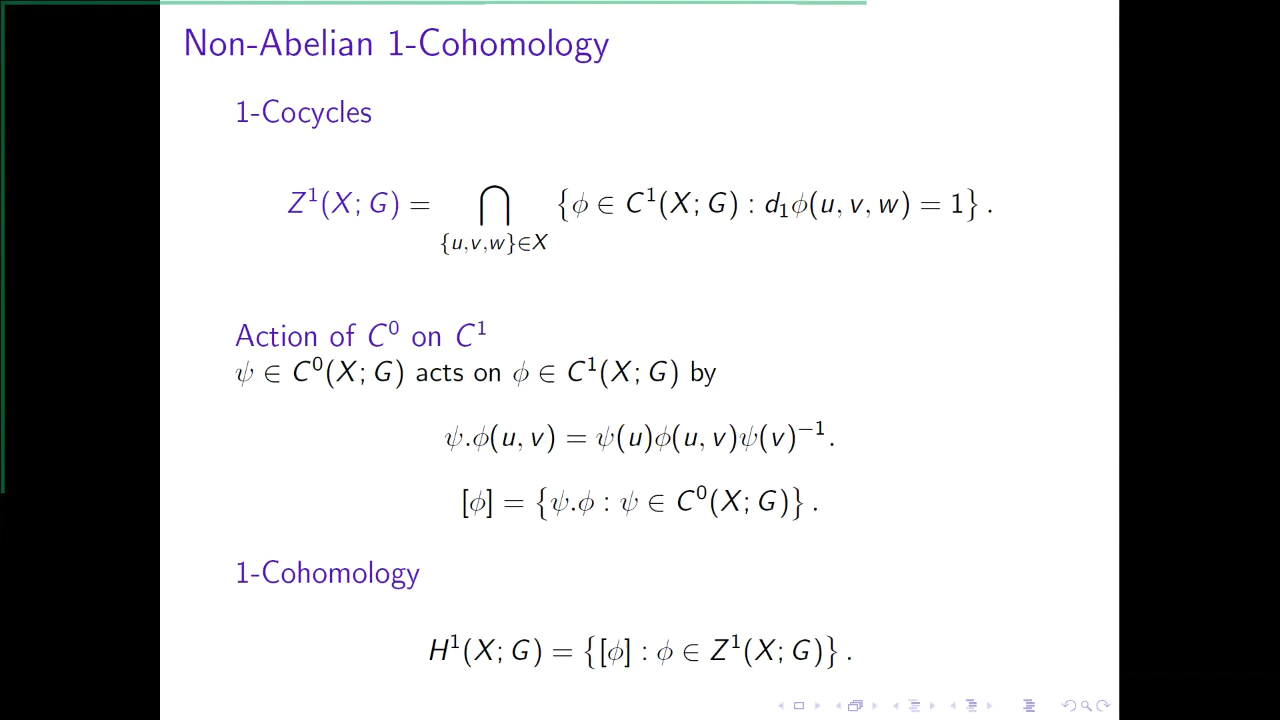 Non-Abelian 1-Cohomology
1-Cocycles
Z¹(X; G) = ⋂ {ϕ ∈ C¹(X; G) : d₁ϕ(u, v, w) = 1} .
{u,v,w}∈X
Action of C⁰ on C¹
ψ ∈ C⁰(X; G) acts on ϕ ∈ C¹(X; G) by
ψ.ϕ(u, v) = ψ(u)ϕ(u, v)ψ(v)⁻¹.
[ϕ] = {ψ.ϕ : ψ ∈ C⁰(X; G)} .
1-Cohomology
H¹(X; G) = {[ϕ] : ϕ ∈ Z¹(X; G)} .